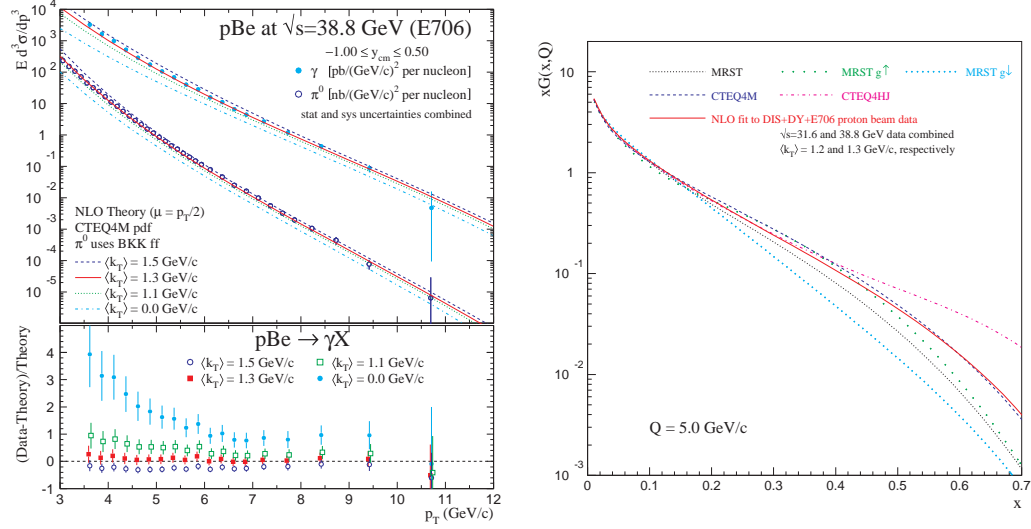 pBe at √s=38.8 GeV (E706)
−1.00 ≤ y_cm ≤ 0.50
γ [pb/(GeV/c)² per nucleon]
π⁰ [nb/(GeV/c)² per nucleon]
stat and sys uncertainties combined
E d³σ/dp³
10⁴
10³
10²
10
1
10⁻¹
10⁻²
10⁻³
10⁻⁴
10⁻⁵
NLO Theory (μ = p_T/2)
CTEQ4M pdf
π⁰ uses BKK ff
⟨k_T⟩ = 1.5 GeV/c
⟨k_T⟩ = 1.3 GeV/c
⟨k_T⟩ = 1.1 GeV/c
⟨k_T⟩ = 0.0 GeV/c
pBe → γX
⟨k_T⟩ = 1.5 GeV/c ⟨k_T⟩ = 1.1 GeV/c
⟨k_T⟩ = 1.3 GeV/c ⟨k_T⟩ = 0.0 GeV/c
(Data-Theory)/Theory
4
3
2
1
0
-1
3 4 5 6 7 8 9 10 11 12
p_T (GeV/c)
xG(x,Q)
10
1
10⁻¹
10⁻²
10⁻³
MRST MRST g↑ MRST g↓
CTEQ4M CTEQ4HJ
NLO fit to DIS+DY+E706 proton beam data
√s=31.6 and 38.8 GeV data combined
⟨k_T⟩ = 1.2 and 1.3 GeV/c, respectively
Q = 5.0 GeV/c
0 0.1 0.2 0.3 0.4 0.5 0.6 0.7
x